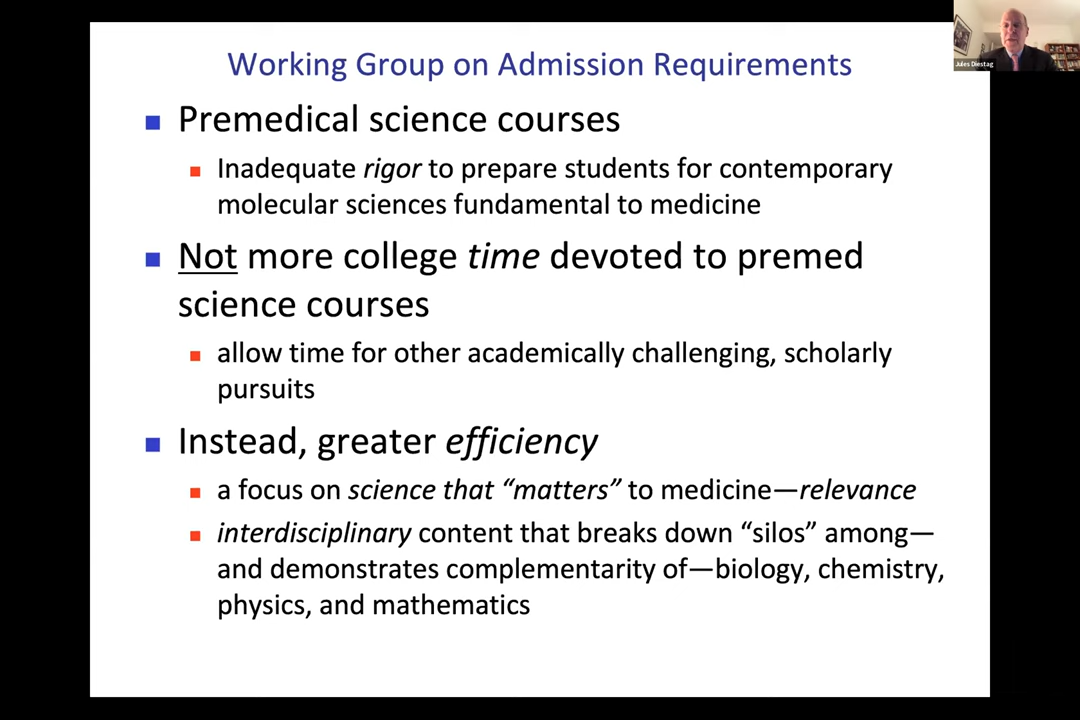 Working Group on Admission Requirements
Premedical science courses
Inadequate rigor to prepare students for contemporary
molecular sciences fundamental to medicine
Not more college time devoted to premed
science courses
allow time for other academically challenging, scholarly
pursuits
Instead, greater efficiency
a focus on science that “matters” to medicine—relevance
interdisciplinary content that breaks down “silos” among—
and demonstrates complementarity of—biology, chemistry,
physics, and mathematics
Jules Dienstag